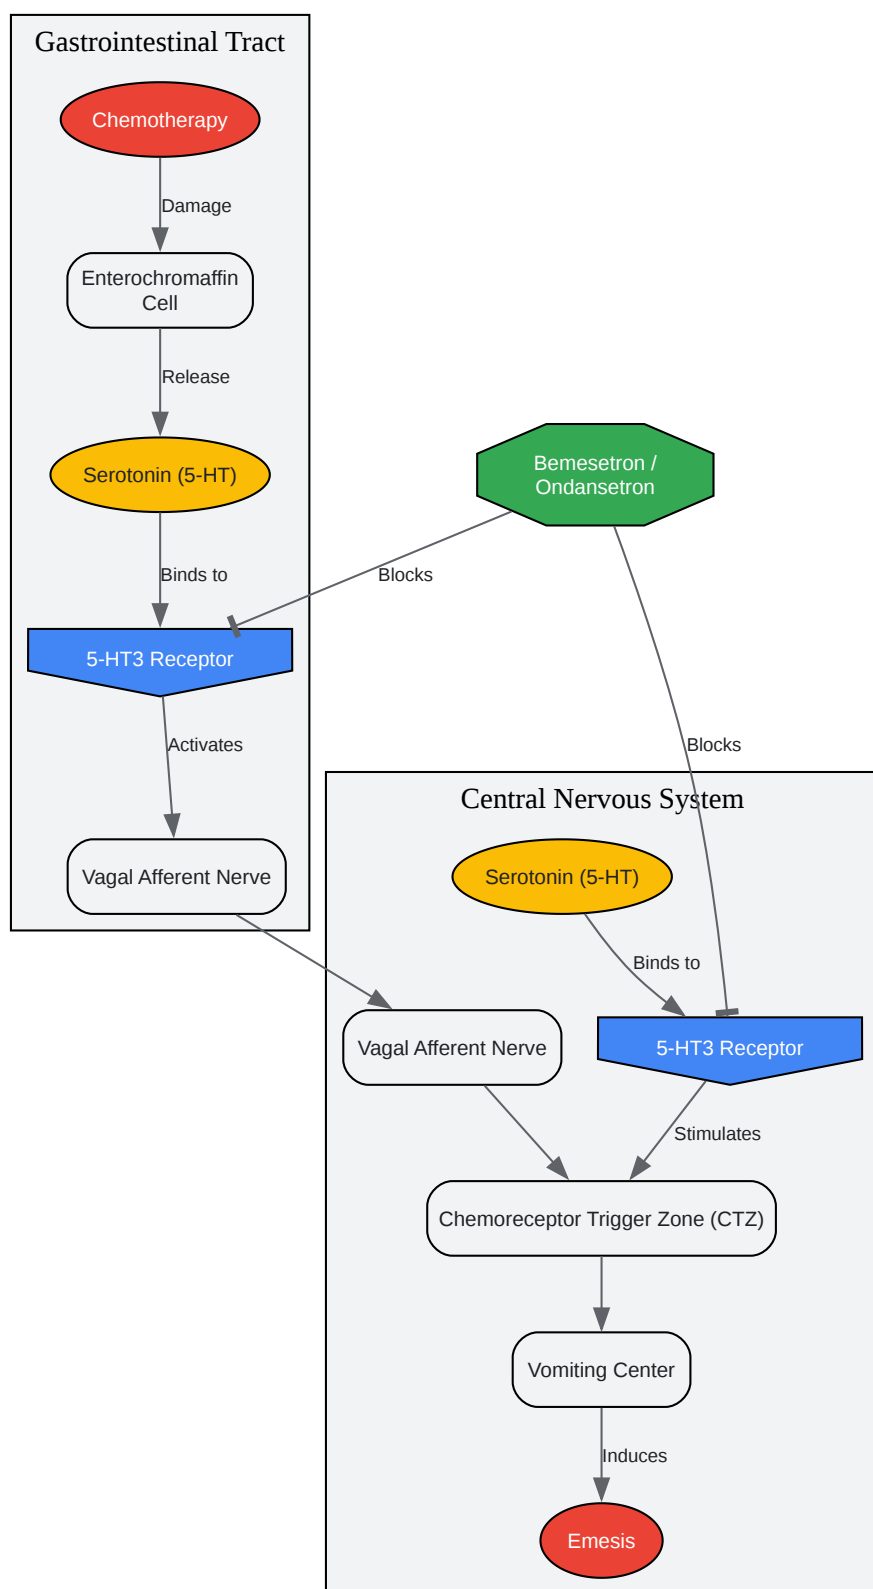 Gastrointestinal Tract
Chemotherapy
Damage
Enterochromaffin
Cell
Release
Serotonin (5-HT)
Bemesetron /
Ondansetron
Binds to
Blocks
5-HT3 Receptor
Activates
Blocks
Vagal Afferent Nerve
Central Nervous System
Serotonin (5-HT)
Binds to
Vagal Afferent Nerve
5-HT3 Receptor
Stimulates
Chemoreceptor Trigger Zone (CTZ)
Vomiting Center
Induces
Emesis